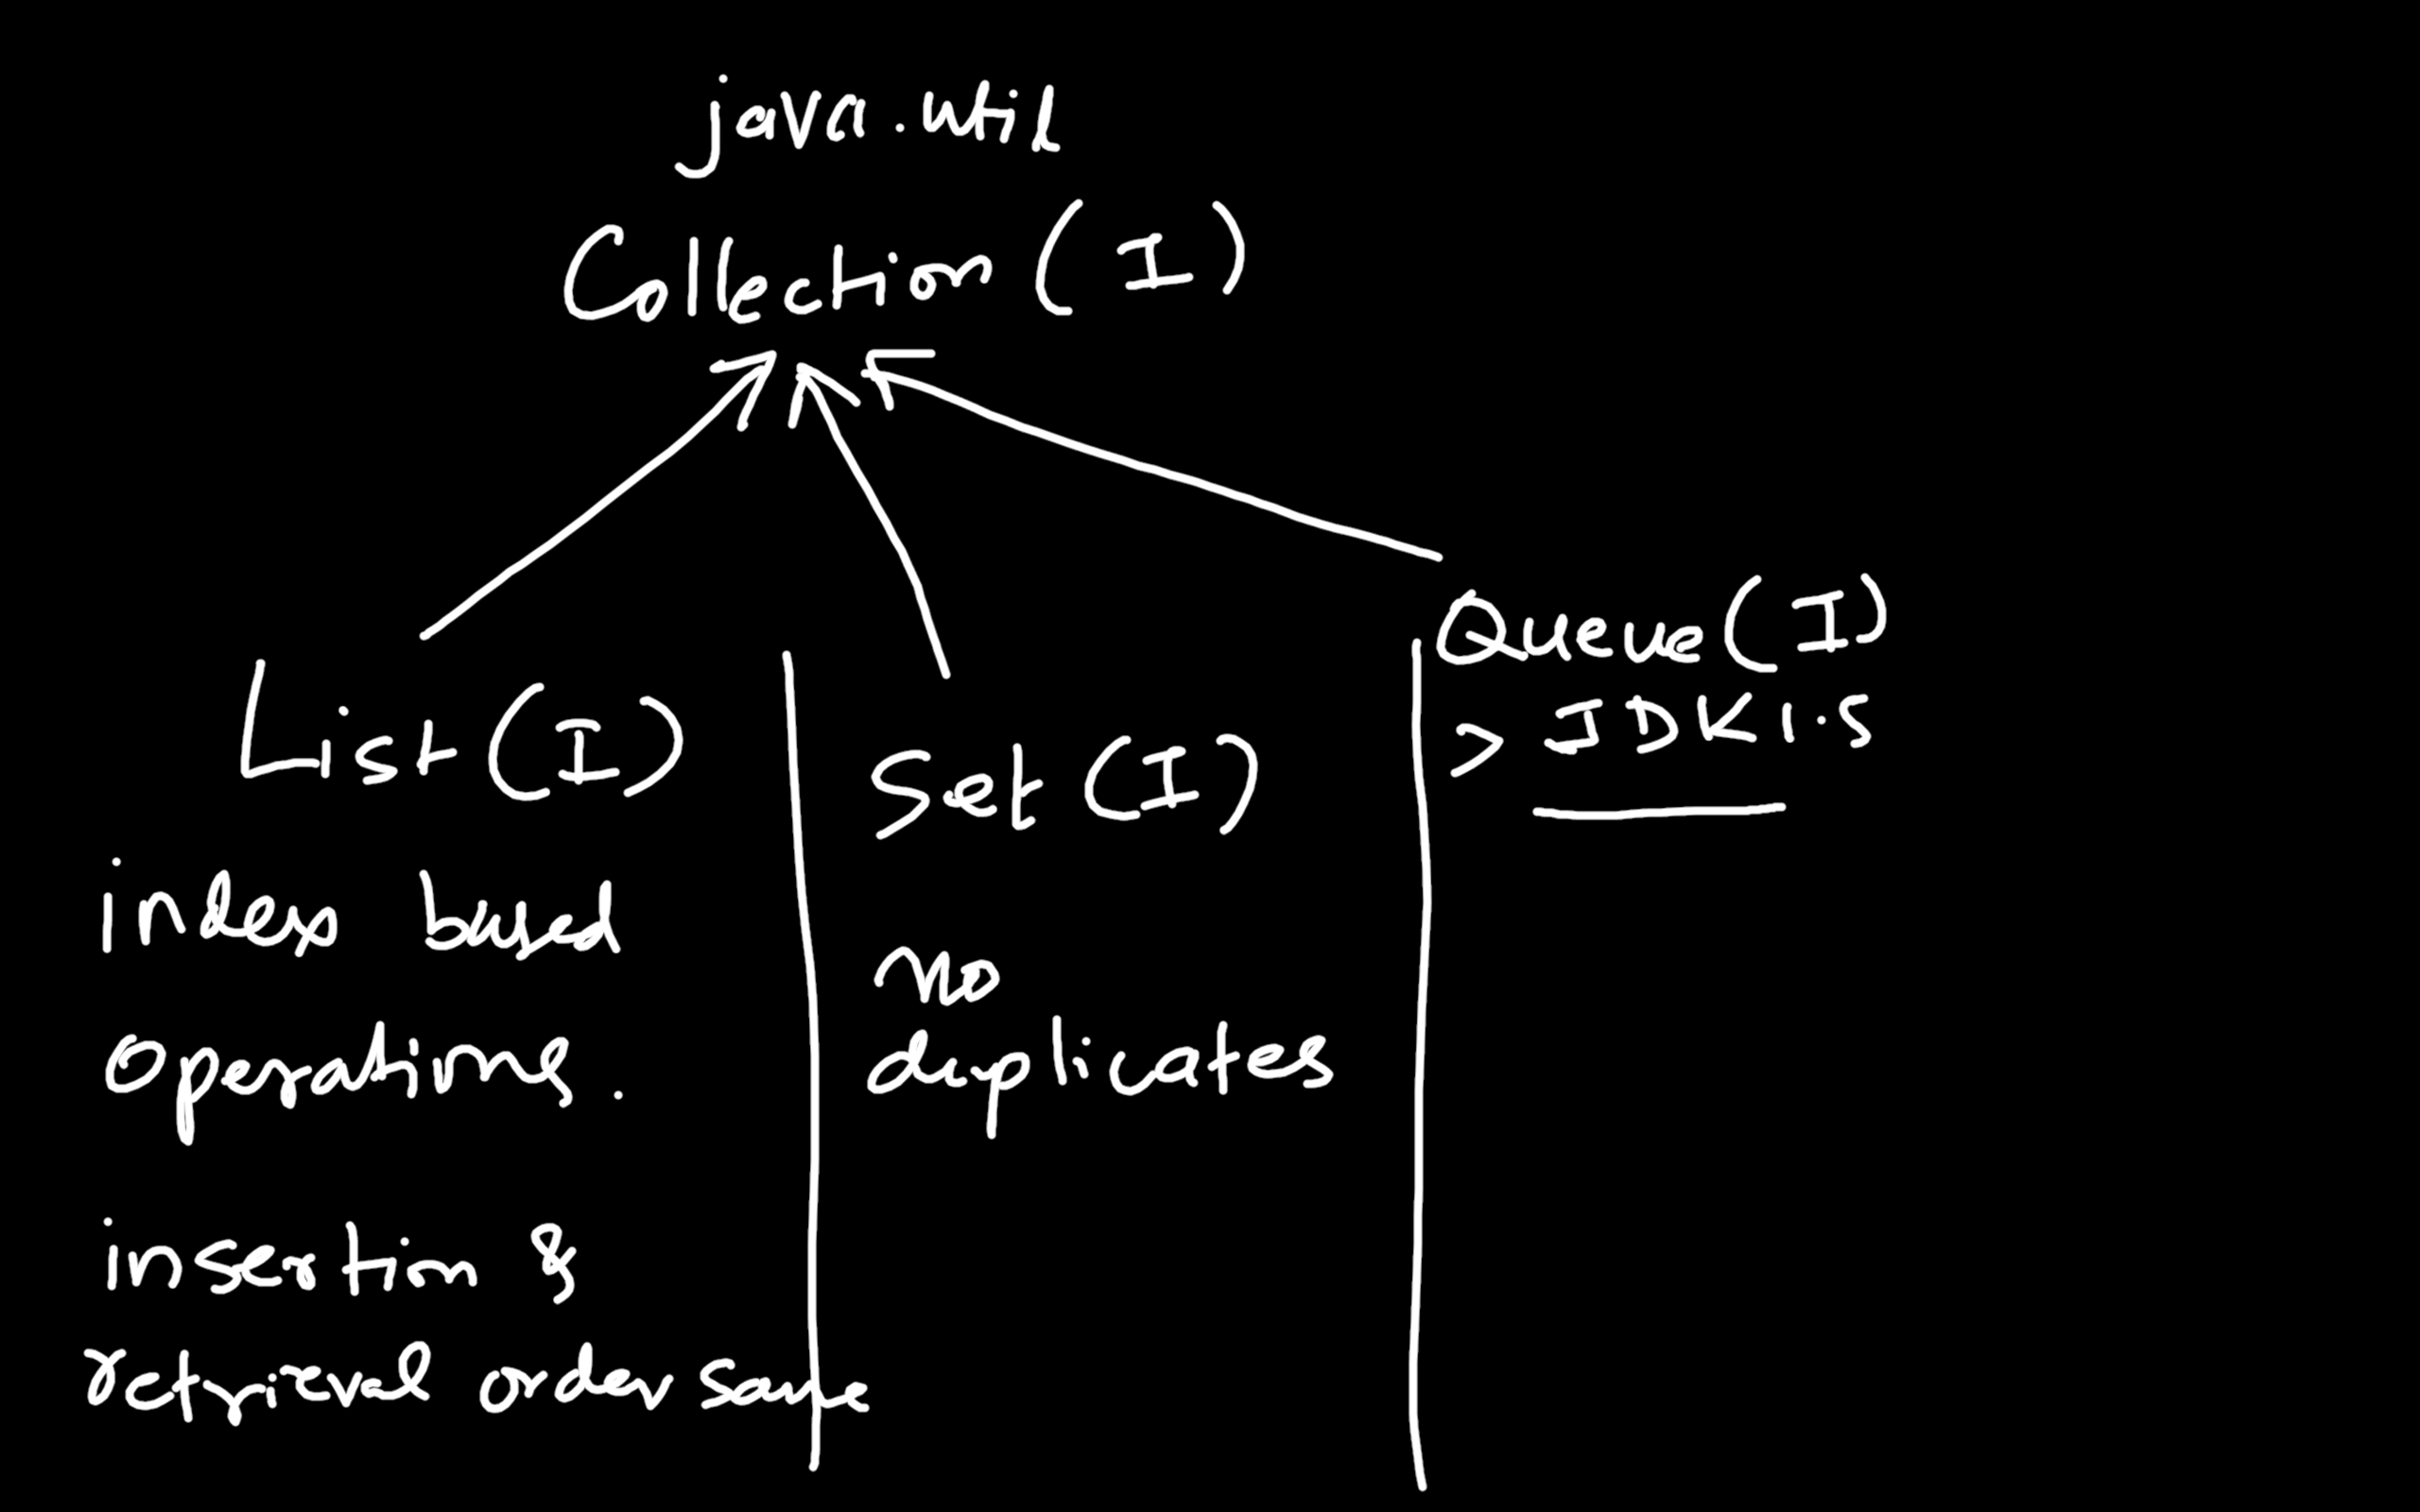 java.util
Collection (I)
List (I)
index based
operations.
insertion &
retrieval order same
Set (I)
no
duplicates
Queue (I)
> JDK 1.5